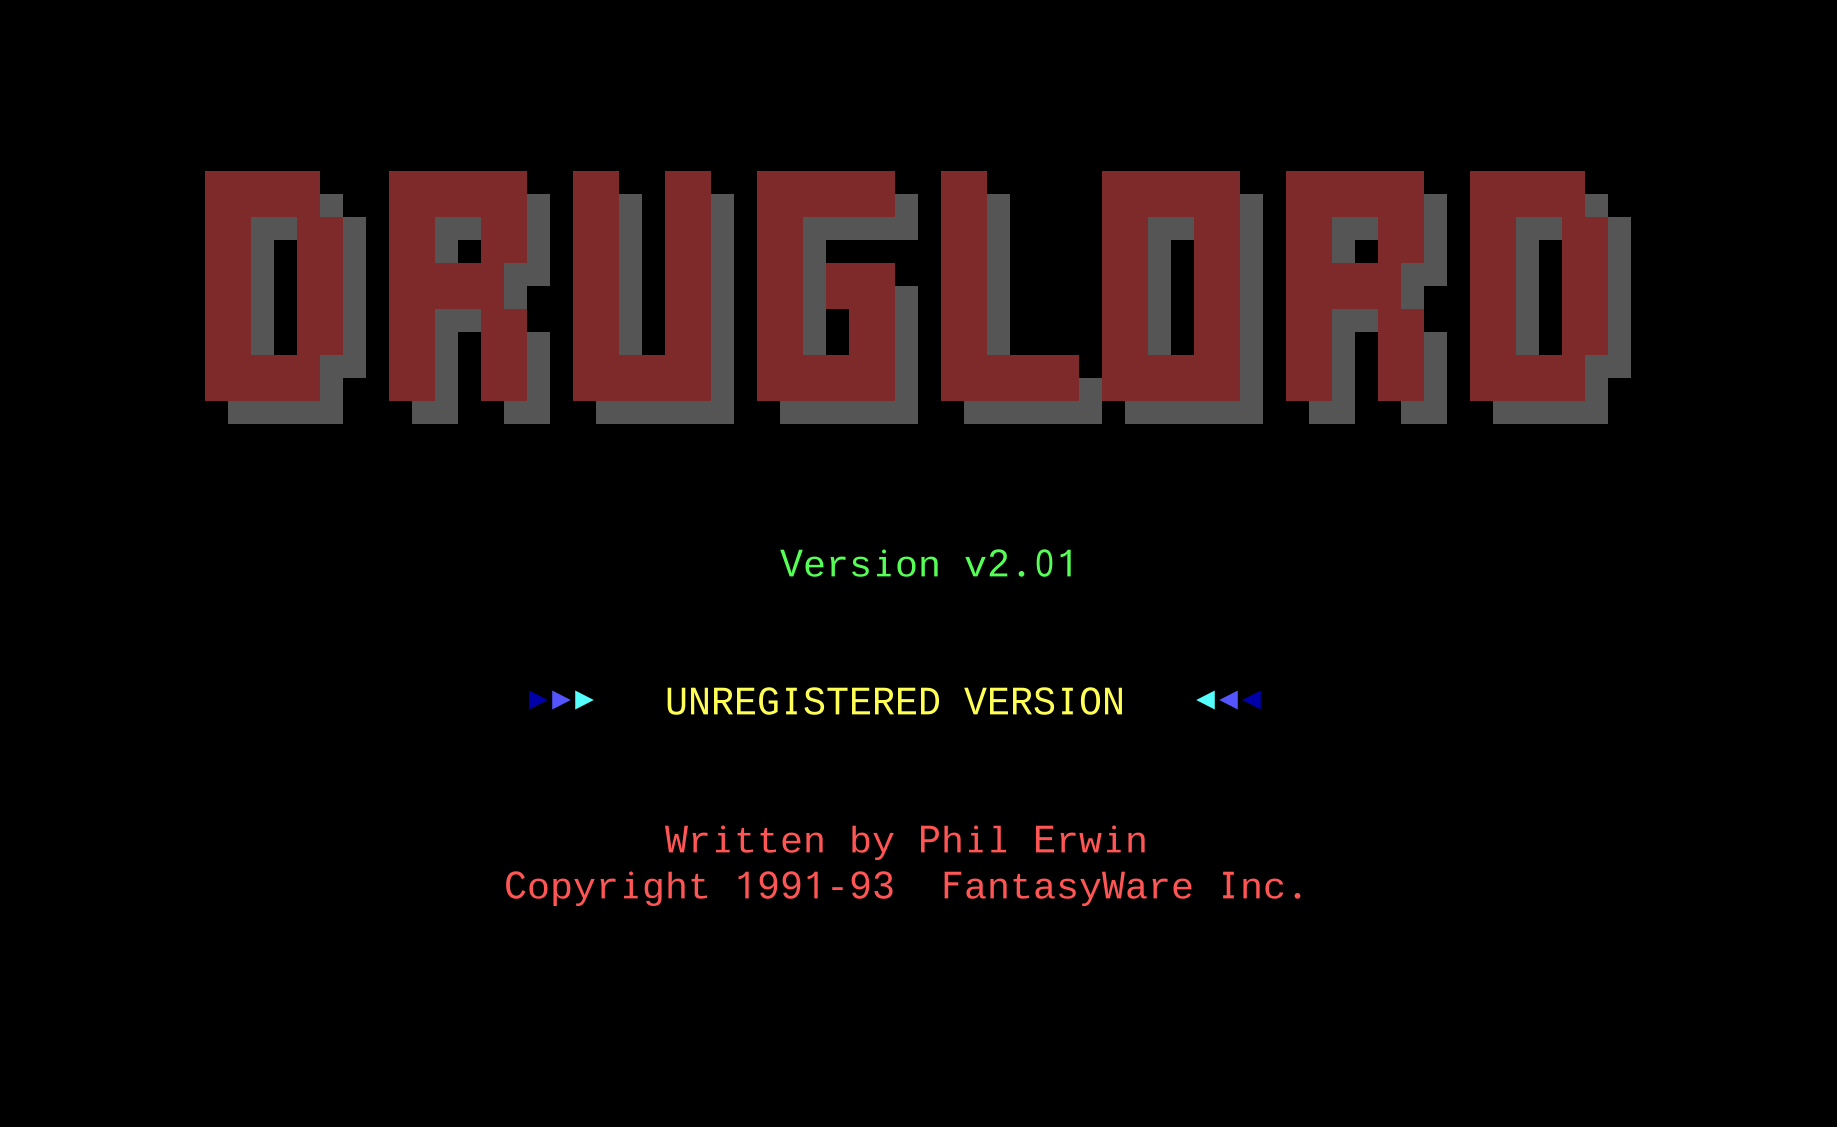 DRUGLORD
Version v2.01
►►► UNREGISTERED VERSION ◄◄◄
Written by Phil Erwin
Copyright 1991-93 FantasyWare Inc.